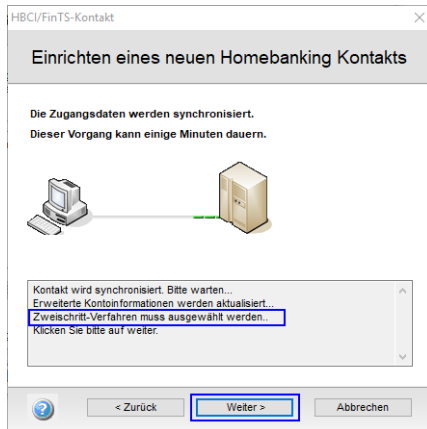 HBCI/FinTS-Kontakt
Einrichten eines neuen Homebanking Kontakts
Die Zugangsdaten werden synchronisiert.
Dieser Vorgang kann einige Minuten dauern.
Kontakt wird synchronisiert. Bitte warten...
Erweiterte Kontoinformationen werden aktualisiert...
Zweischritt-Verfahren muss ausgewählt werden..
Klicken Sie bitte auf weiter.
? < Zurück Weiter > Abbrechen